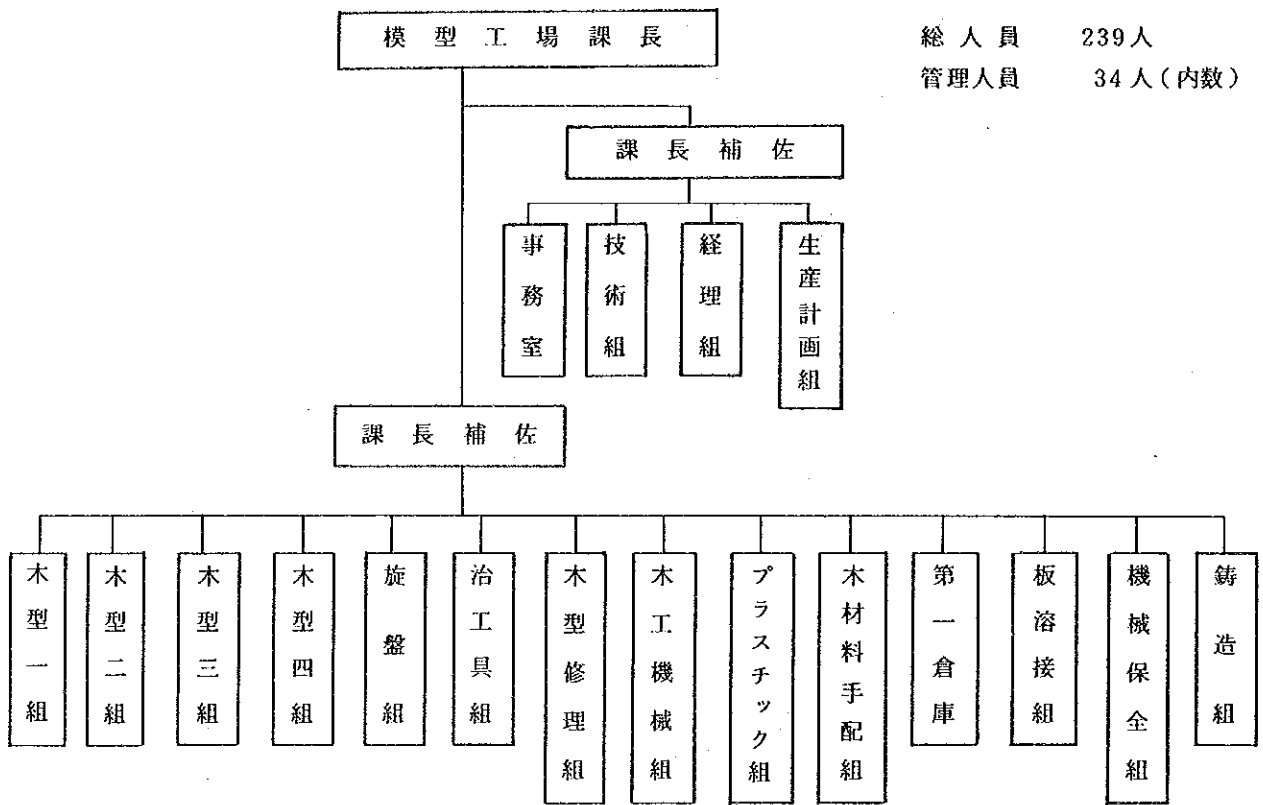 模型工場課長
総人員 239人
管理人員 34人(内数)
課長補佐
事務室
技術組
経理組
生産計画組
課長補佐
木型一組
木型二組
木型三組
木型四組
旋盤組
治工具組
木型修理組
木工機械組
プラスチック組
木材料手配組
第一倉庫
板溶接組
機械保全組
鋳造組